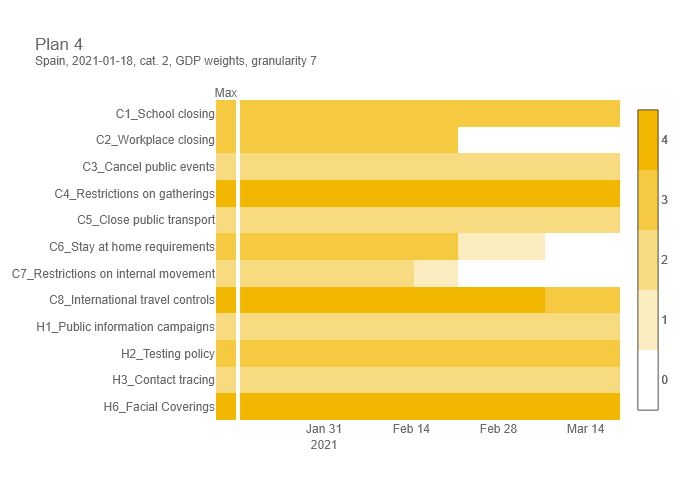 Plan 4
Spain, 2021-01-18, cat. 2, GDP weights, granularity 7
Max
C1_School closing
C2_Workplace closing
C3_Cancel public events
C4_Restrictions on gatherings
C5_Close public transport
C6_Stay at home requirements
C7_Restrictions on internal movement
C8_International travel controls
H1_Public information campaigns
H2_Testing policy
H3_Contact tracing
H6_Facial Coverings
Jan 31 Feb 14 Feb 28 Mar 14
2021
4
3
2
1
0